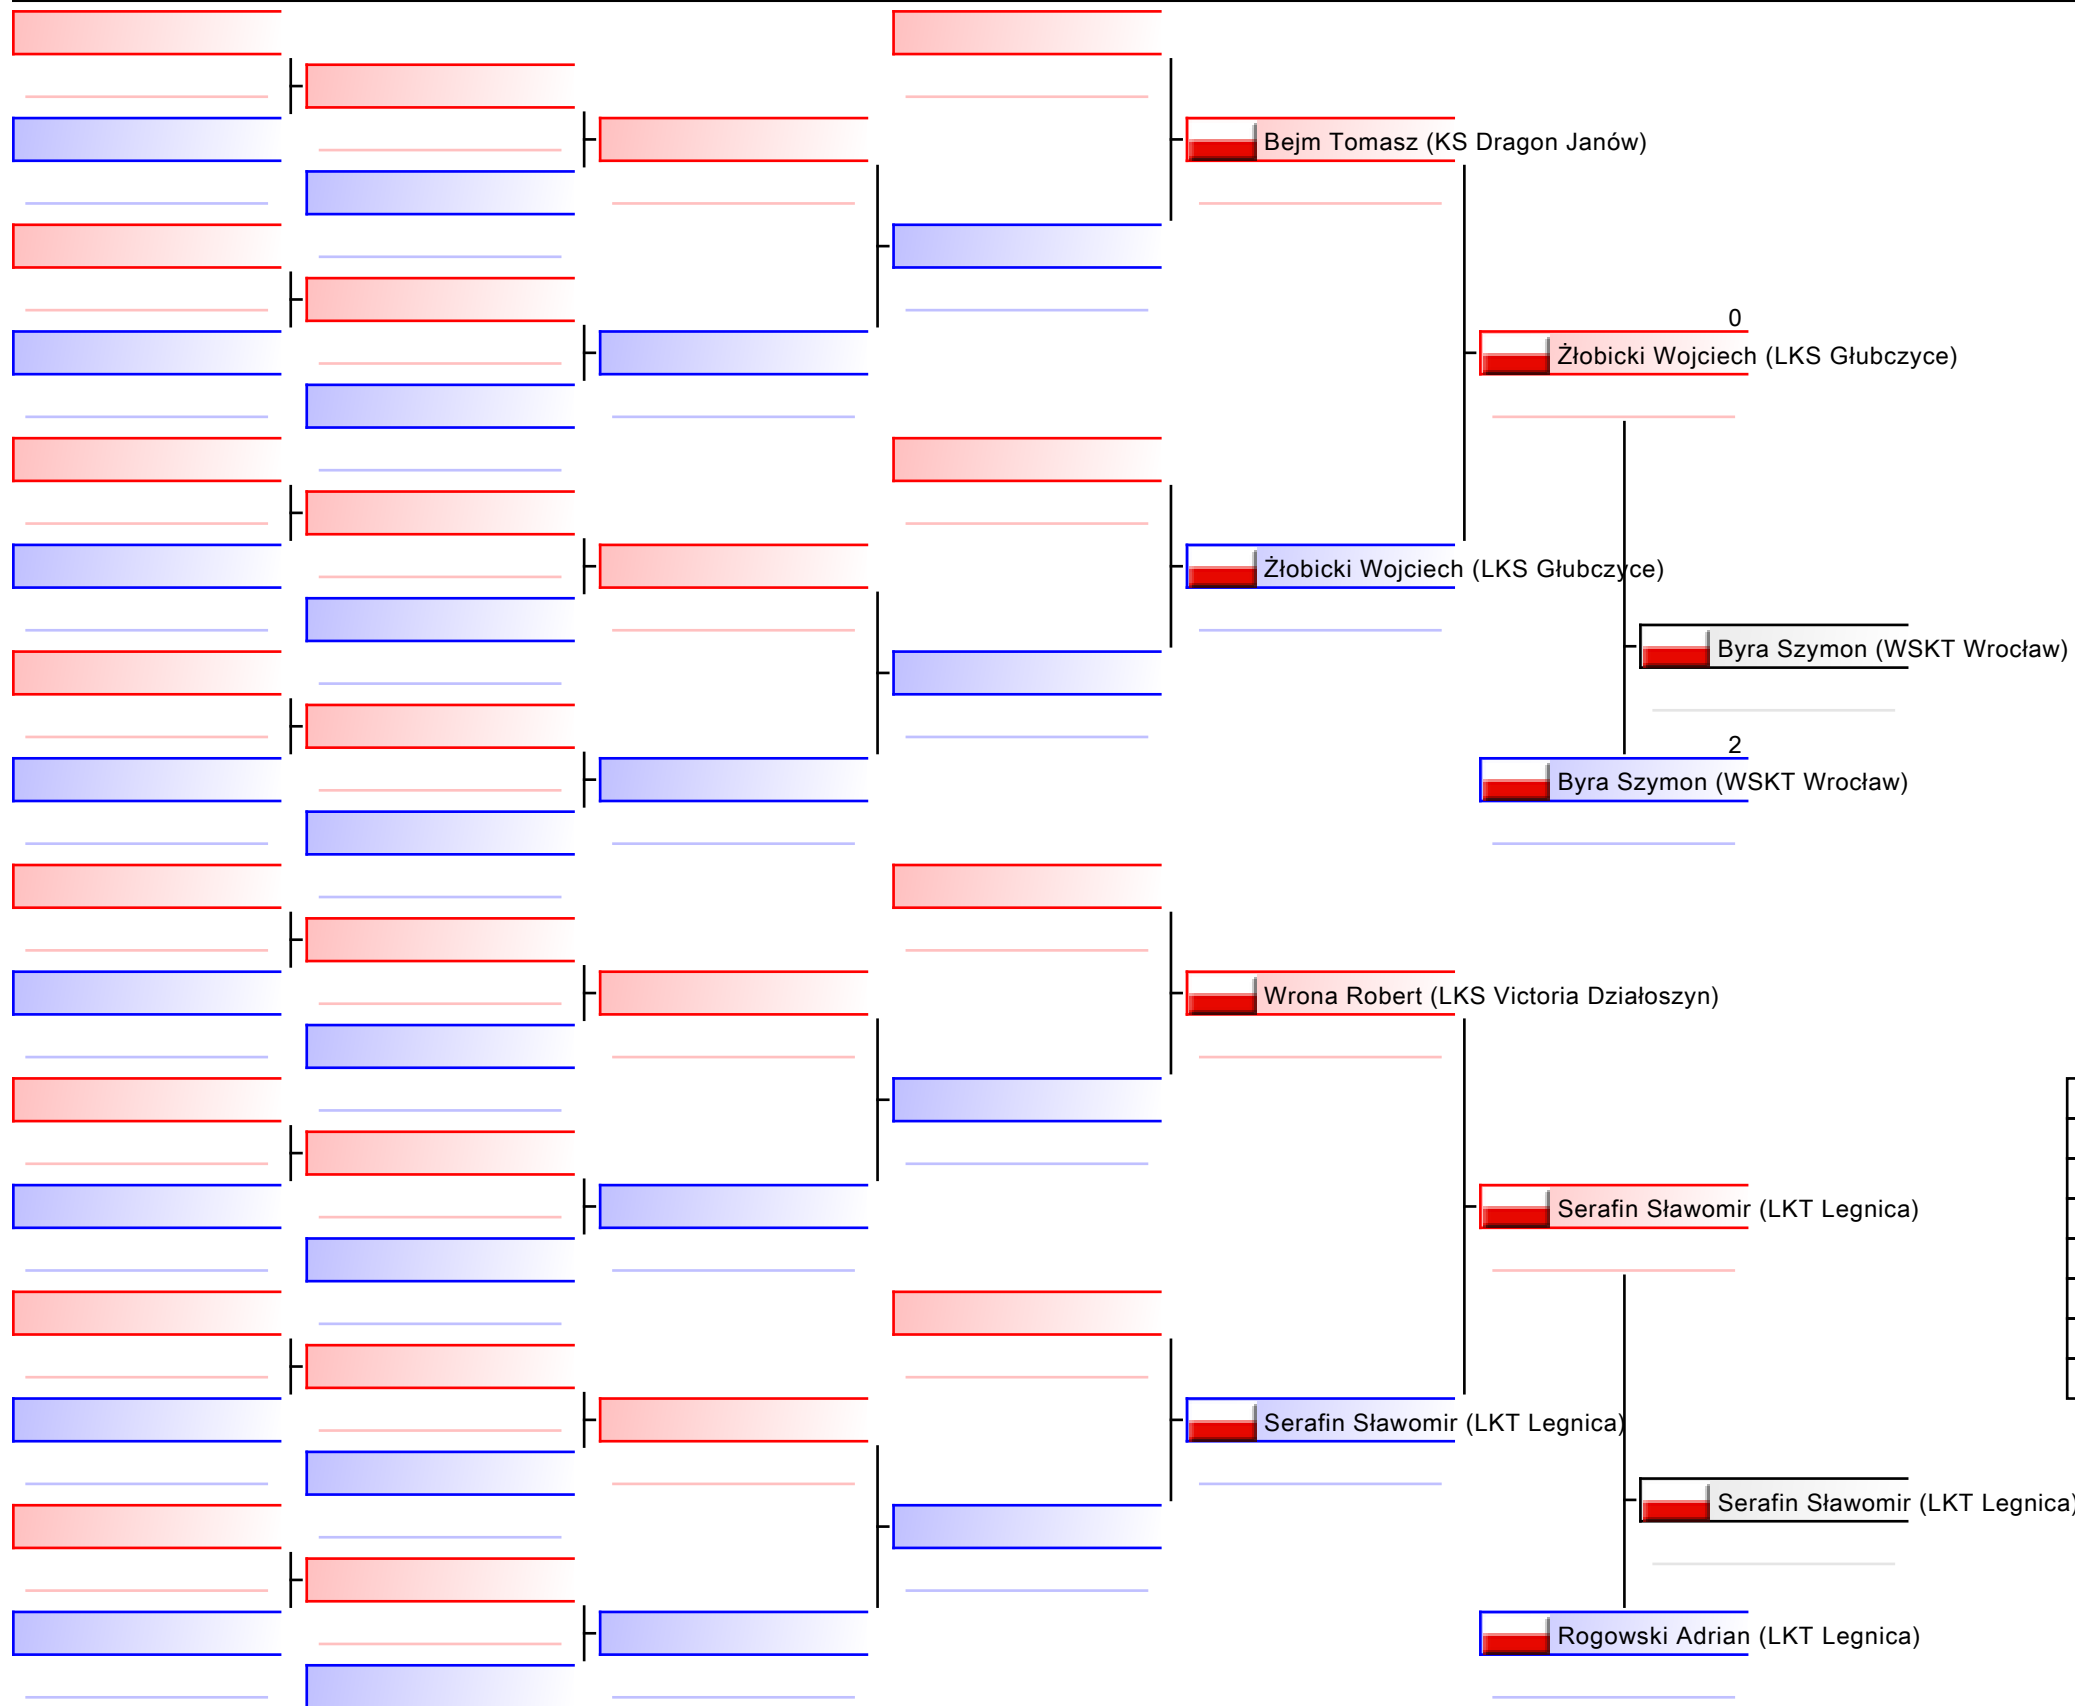 Bejm Tomasz (KS Dragon Janów)
0
Żłobicki Wojciech (LKS Głubczyce)
Żłobicki Wojciech (LKS Głubczyce)
Byra Szymon (WSKT Wrocław)
2
Byra Szymon (WSKT Wrocław)
Wrona Robert (LKS Victoria Działoszyn)
Serafin Sławomir (LKT Legnica)
Serafin Sławomir (LKT Legnica)
Serafin Sławomir (LKT Legnica)
Rogowski Adrian (LKT Legnica)